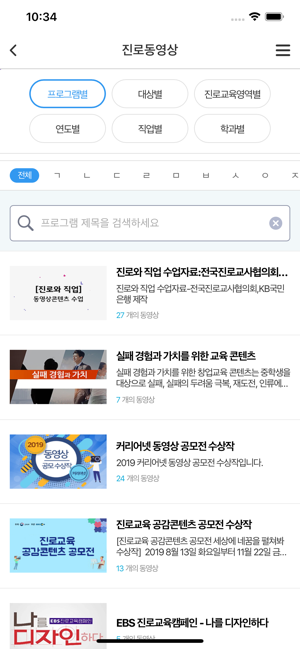 10:34
진로동영상
프로그램별
대상별
진로교육영역별
연도별
직업별
학과별
전체 ㄱ ㄴ ㄷ ㄹ ㅁ ㅂ ㅅ ㅇ ㅈ
프로그램 제목을 검색하세요
[진로와 직업]
동영상콘텐츠 수업
진로와 직업 수업자료:전국진로교사협의회...
진로와 직업 수업자료-전국진로교사협의회,KB국민
은행 제작
27 개의 동영상
실패 경험과 가치
실패 경험과 가치를 위한 교육 콘텐츠
실패 경험과 가치를 위한 창업교육 콘텐츠는 중학생을
대상으로 실패, 실패의 두려움 극복, 재도전, 인류에...
7 개의 동영상
2019
동영상
공모 수상작
커리어넷 동영상 공모전 수상작
2019 커리어넷 동영상 공모전 수상작입니다.
24 개의 동영상
진로교육
공감콘텐츠 공모전
진로교육 공감콘텐츠 공모전 수상작
[진로교육 공감콘텐츠 공모전 세상에 네꿈을 펼쳐봐
수상작] 2019 8월 13일 화요일부터 11월 22일 금...
13 개의 동영상
나를 EBS 진로교육캠페인
디자인하다
EBS 진로교육캠페인 - 나를 디자인하다
5 개의 동영상